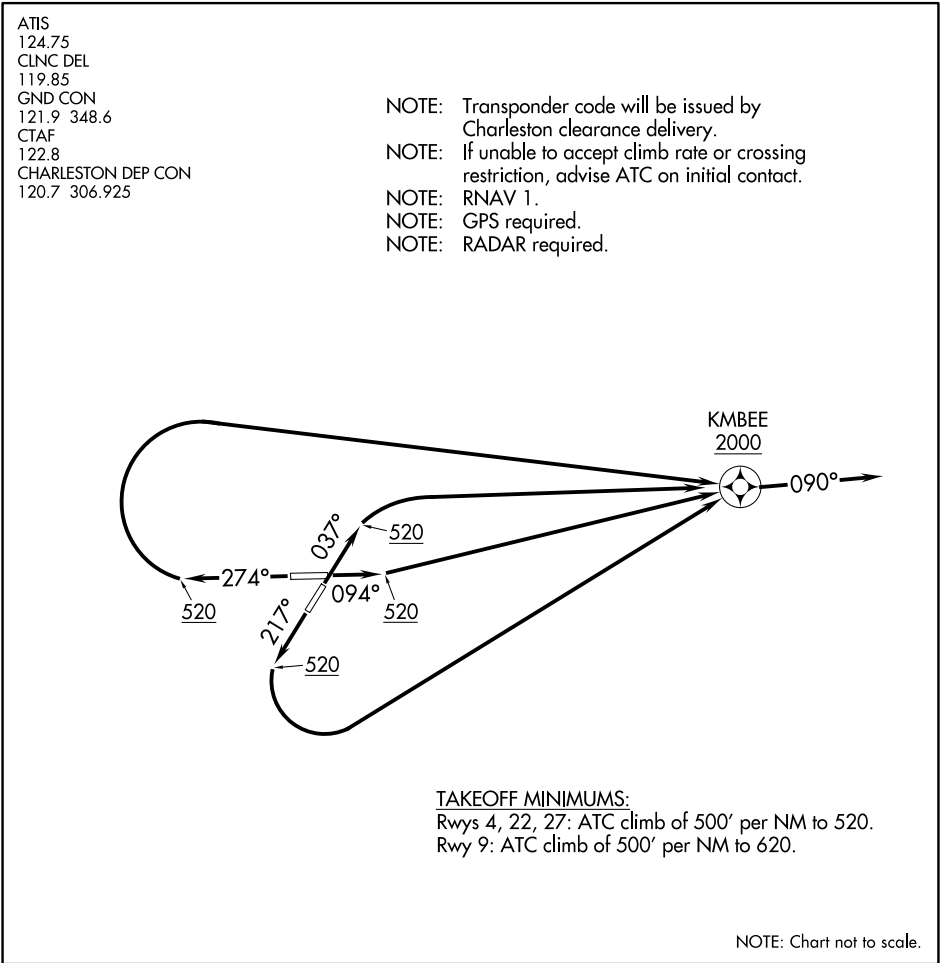 ATIS
124.75
CLNC DEL
119.85
GND CON
121.9 348.6
CTAF
122.8
CHARLESTON DEP CON
120.7 306.925
NOTE: Transponder code will be issued by
Charleston clearance delivery.
NOTE: If unable to accept climb rate or crossing
restriction, advise ATC on initial contact.
NOTE: RNAV 1.
NOTE: GPS required.
NOTE: RADAR required.
KMBEE
2000
090°
037°
520
274°
094°
520
520
217°
520
TAKEOFF MINIMUMS:
Rwys 4, 22, 27: ATC climb of 500' per NM to 520.
Rwy 9: ATC climb of 500' per NM to 620.
NOTE: Chart not to scale.